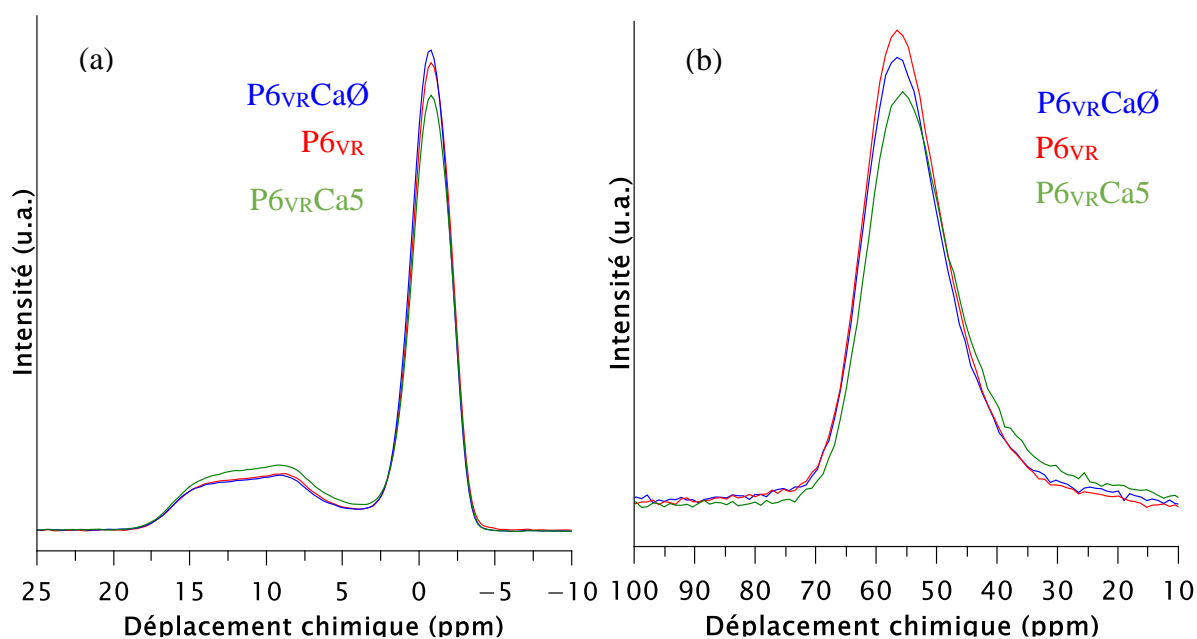 (a)
P6VRCaØ
P6VR
P6VRCa5
Intensité (u.a.)
25 20 15 10 5 0 −5 −10
Déplacement chimique (ppm)
(b)
P6VRCaØ
P6VR
P6VRCa5
Intensité (u.a.)
100 90 80 70 60 50 40 30 20 10
Déplacement chimique (ppm)